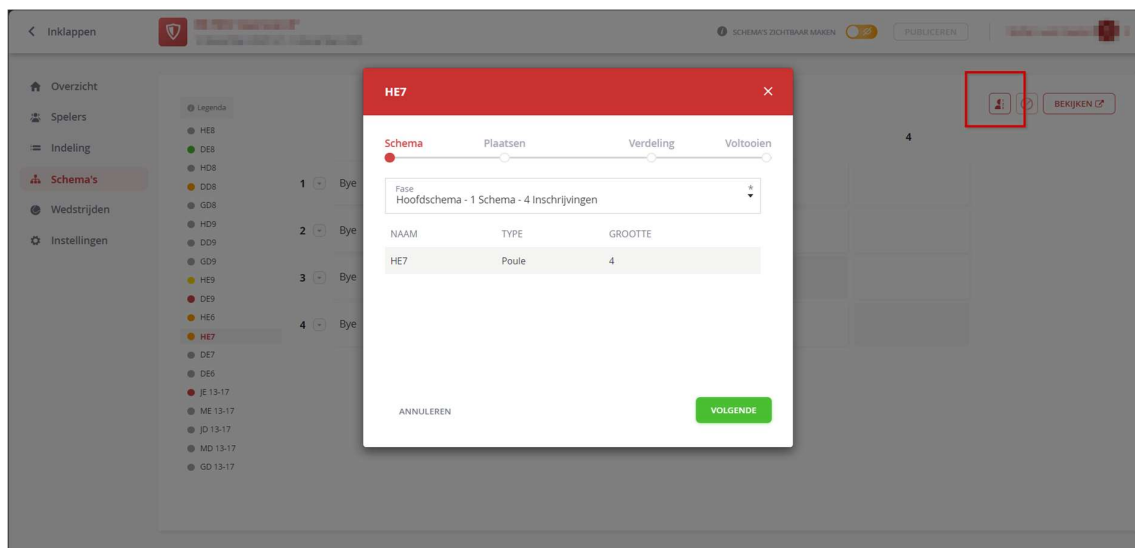 Inklappen
SCHEMA'S ZICHTBAAR MAKEN
PUBLICEREN
Overzicht
Spelers
Indeling
Schema's
Wedstrijden
Instellingen
Legenda
HE8
DE8
HD8
DD8
GD8
HD9
DD9
GD9
HE9
DE9
HE6
HE7
DE7
DE6
JE 13-17
ME 13-17
JD 13-17
MD 13-17
GD 13-17
BEKIJKEN
4
1 Bye
2 Bye
3 Bye
4 Bye
HE7
Schema Plaatsen Verdeling Voltooien
Fase *
Hoofdschema - 1 Schema - 4 Inschrijvingen
NAAM TYPE GROOTTE
HE7 Poule 4
ANNULEREN VOLGENDE